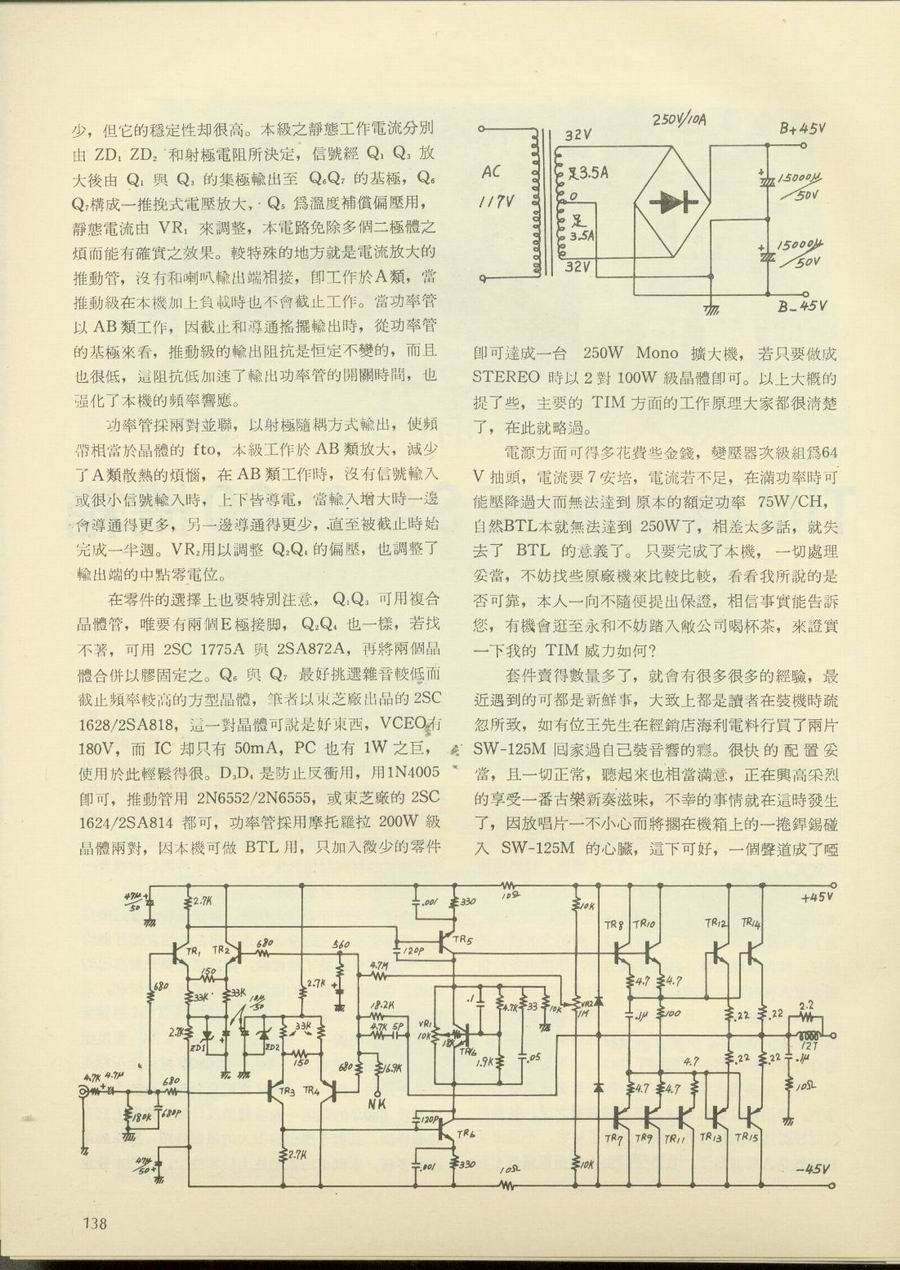 少，但它的穩定性却很高。本級之靜態工作電流分別
由 ZD₁ ZD₂ 和射極電阻所決定，信號經 Q₁ Q₃ 放
大後由 Q₁ 與 Q₃ 的集極輸出至 Q₆Q₇ 的基極，Q₆
Q₇構成一推挽式電壓放大，Q₅ 爲溫度補償偏壓用，
靜態電流由 VR₁ 來調整，本電路免除多個二極體之
煩而能有確實之效果。較特殊的地方就是電流放大的
推動管，沒有和喇叭輸出端相接，卽工作於A類，當
推動級在本機加上負載時也不會截止工作。當功率管
以 AB 類工作，因截止和導通搖擺輸出時，從功率管
的基極來看，推動級的輸出阻抗是恒定不變的，而且
也很低，這阻抗低加速了輸出功率管的開關時間，也
强化了本機的頻率響應。
功率管採兩對並聯，以射極隨耦方式輸出，使頻
帶相當於晶體的 fto，本級工作於 AB 類放大，減少
了A類散熱的煩惱，在 AB 類工作時，沒有信號輸入
或很小信號輸入時，上下皆導電，當輸入增大時一邊
會導通得更多，另一邊導通得更少，直至被截止時始
完成一半週。VR₂用以調整 Q₂Q₄ 的偏壓，也調整了
輸出端的中點零電位。
在零件的選擇上也要特別注意，Q₁Q₃ 可用複合
晶體管，唯要有兩個E極接脚，Q₂Q₄ 也一樣，若找
不著，可用 2SC 1775A 與 2SA872A，再將兩個晶
體合併以膠固定之。Q₆ 與 Q₇ 最好挑選雜音較低而
截止頻率較高的方型晶體，筆者以東芝廠出品的 2SC
1628/2SA818，這一對晶體可說是好東西，VCEO有
180V，而 IC 却只有 50mA，PC 也有 1W 之巨，
使用於此輕鬆得很。D₃D₄ 是防止反衝用，用1N4005
卽可，推動管用 2N6552/2N6555，或東芝廠的 2SC
1624/2SA814 都可，功率管採用摩托羅拉 200W 級
晶體兩對，因本機可做 BTL 用，只加入微少的零件
250V/10A
32V
B+45V
AC
117V
足3.5A
0
足
3.5A
32V
+
15000μ
/50V
+
15000μ
/50V
B-45V
卽可達成一台 250W Mono 擴大機，若只要做成
STEREO 時以2對 100W 級晶體卽可。以上大概的
提了些，主要的 TIM 方面的工作原理大家都很清楚
了，在此就略過。
電源方面可得多花費些金錢，變壓器次級組爲64
V 抽頭，電流要7安培，電流若不足，在滿功率時可
能壓降過大而無法達到原本的額定功率 75W/CH，
自然BTL本就無法達到 250W了，相差太多話，就失
去了 BTL 的意義了。只要完成了本機，一切處理
妥當，不妨找些原廠機來比較比較，看看我所說的是
否可靠，本人一向不隨便提出保證，相信事實能告訴
您，有機會逛至永和不妨踏入敝公司喝杯茶，來證實
一下我的 TIM 威力如何？
套件賣得數量多了，就會有很多很多的經驗，最
近遇到的可都是新鮮事，大致上都是讀者在裝機時疏
忽所致，如有位王先生在經銷店海利電料行買了兩片
SW-125M 囘家過自己裝音響的癮。很快的配置妥
當，且一切正常，聽起來也相當滿意，正在興高采烈
的享受一番古樂新奏滋味，不幸的事情就在這時發生
了，因放唱片一不小心而將擱在機箱上的一捲銲錫碰
入 SW-125M 的心臟，這下可好，一個聲道成了啞
47μ/50 +
2.7K
.001
330
10Ω
10K
+45V
TR1
TR2
680
560
120P
TR5
TR8
TR10
TR12
TR14
680
150
33K
33K
10μ/50
2.7K
4.7M
4.7
4.7
2.7K
ZD1
ZD2
33K
150
18.2K
4.7K
5P
.1
VR1
10K
18K
TR6
4.7K
33
10K
VR2
1M
.1μ
100
.22
.22
2.2
12T
.1μ
10Ω
1.9K
.05
4.7
.22
.22
4.7K
4.7μ
680
180K
680P
TR3
TR4
680
16.9K
NK
4.7
4.7
120P
TR6
TR7
TR9
TR11
TR13
TR15
47μ
50 +
2.7K
.001
330
10Ω
10K
-45V
138